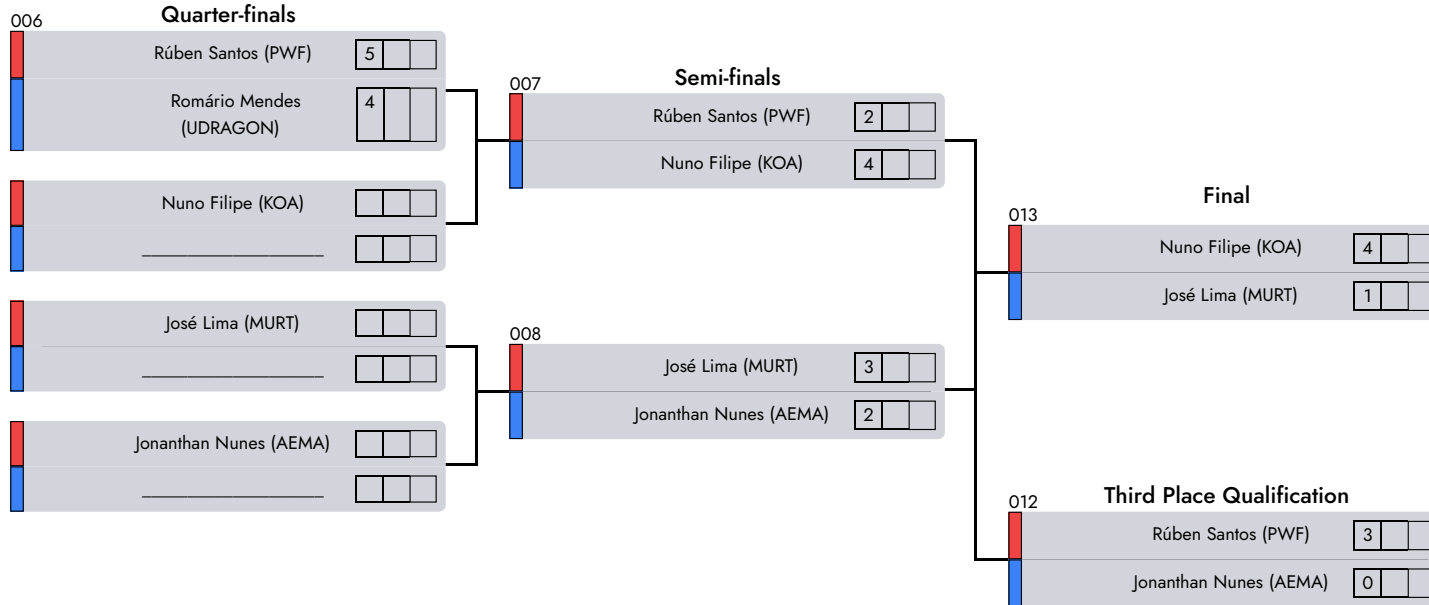 Quarter-finals
006
Rúben Santos (PWF) 5
Romário Mendes 4
(UDRAGON)
Nuno Filipe (KOA)
____________________
José Lima (MURT)
____________________
Jonanthan Nunes (AEMA)
____________________
Semi-finals
007
Rúben Santos (PWF) 2
Nuno Filipe (KOA) 4
008
José Lima (MURT) 3
Jonanthan Nunes (AEMA) 2
Final
013
Nuno Filipe (KOA) 4
José Lima (MURT) 1
Third Place Qualification
012
Rúben Santos (PWF) 3
Jonanthan Nunes (AEMA) 0